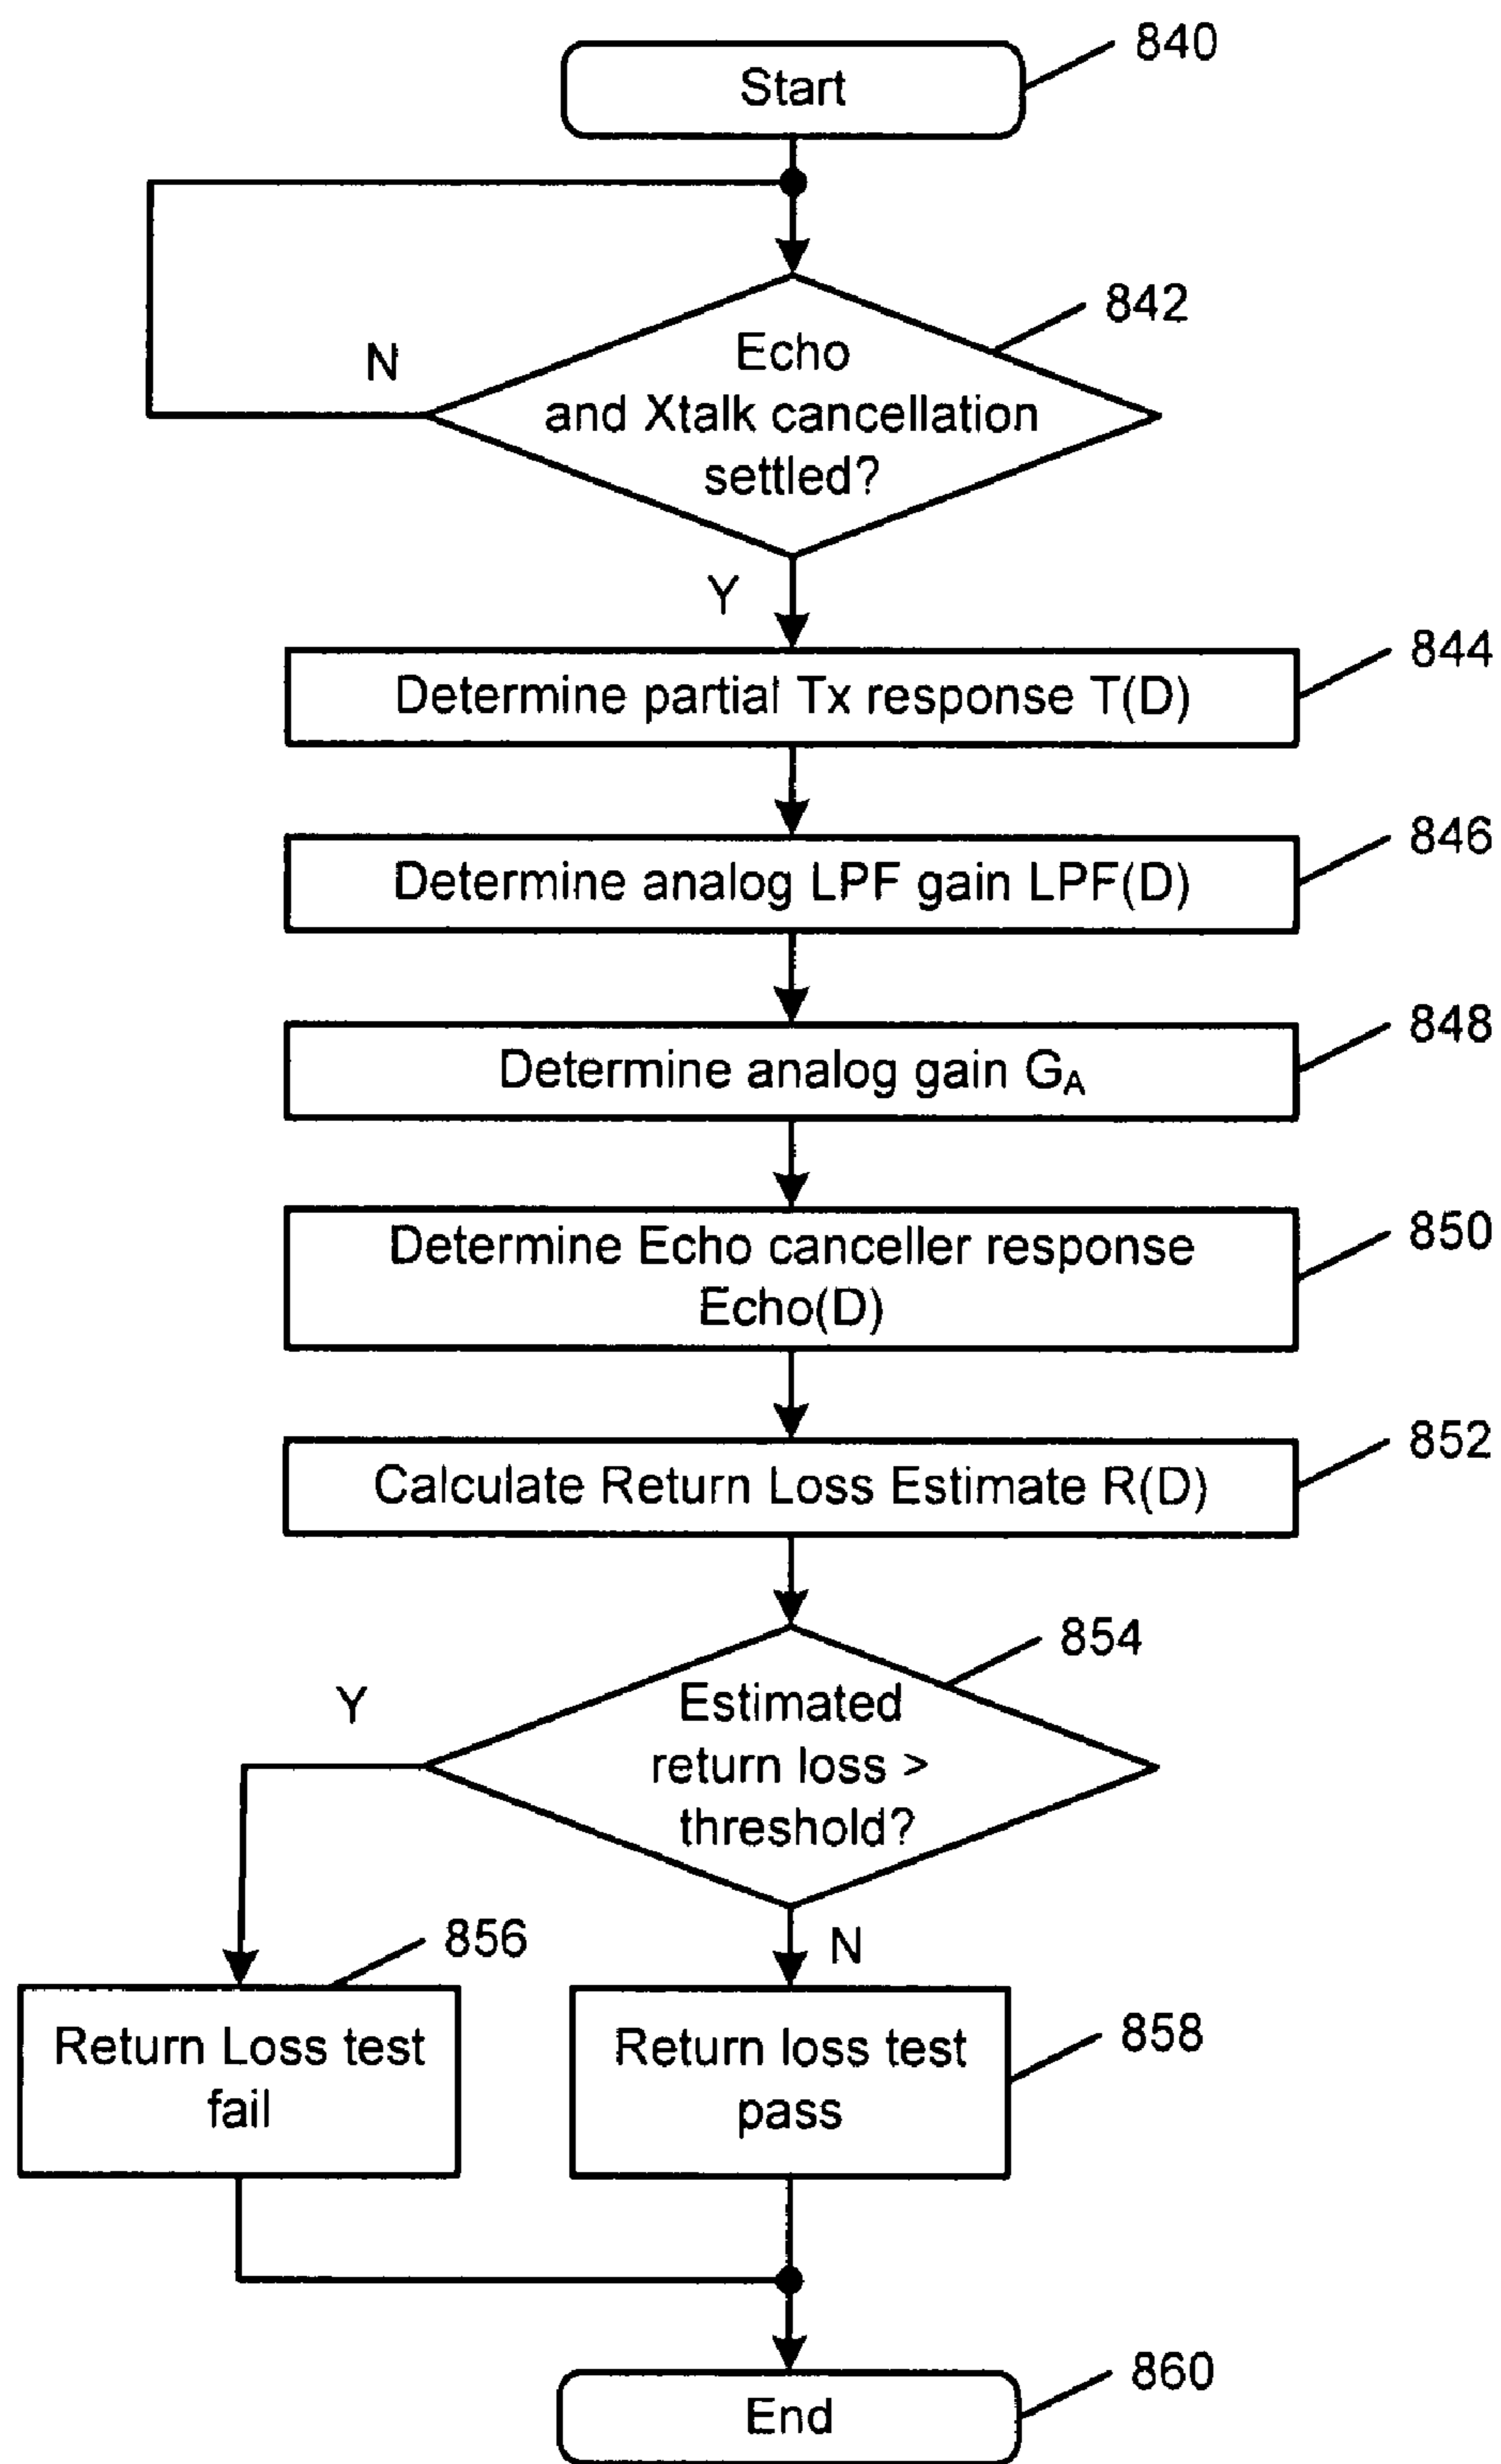 Start
840
Echo
and Xtalk cancellation
settled?
842
N
Y
Determine partial Tx response T(D)
844
Determine analog LPF gain LPF(D)
846
Determine analog gain GA
848
Determine Echo canceller response
Echo(D)
850
Calculate Return Loss Estimate R(D)
852
Estimated
return loss >
threshold?
854
Y
N
Return Loss test
fail
856
Return loss test
pass
858
End
860